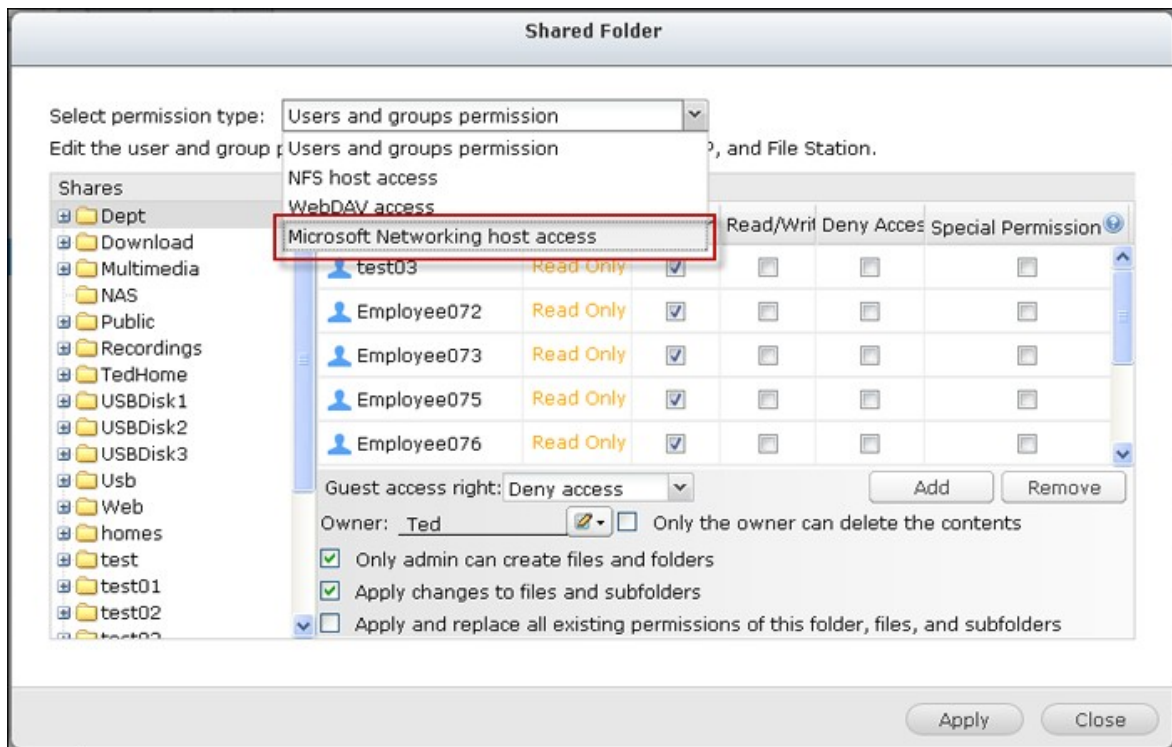 Shared Folder
Select permission type: Users and groups permission
Edit the user and group p
Users and groups permission
P, and File Station.
NFS host access
WebDAV access
Microsoft Networking host access
Shares
Read/Writ Deny Acces Special Permission
Dept
Download
Multimedia
NAS
Public
Recordings
TedHome
USBDisk1
USBDisk2
USBDisk3
Usb
Web
homes
test
test01
test02
test03 Read Only
Employee072 Read Only
Employee073 Read Only
Employee075 Read Only
Employee076 Read Only
Guest access right: Deny access Add Remove
Owner: Ted Only the owner can delete the contents
Only admin can create files and folders
Apply changes to files and subfolders
Apply and replace all existing permissions of this folder, files, and subfolders
Apply Close